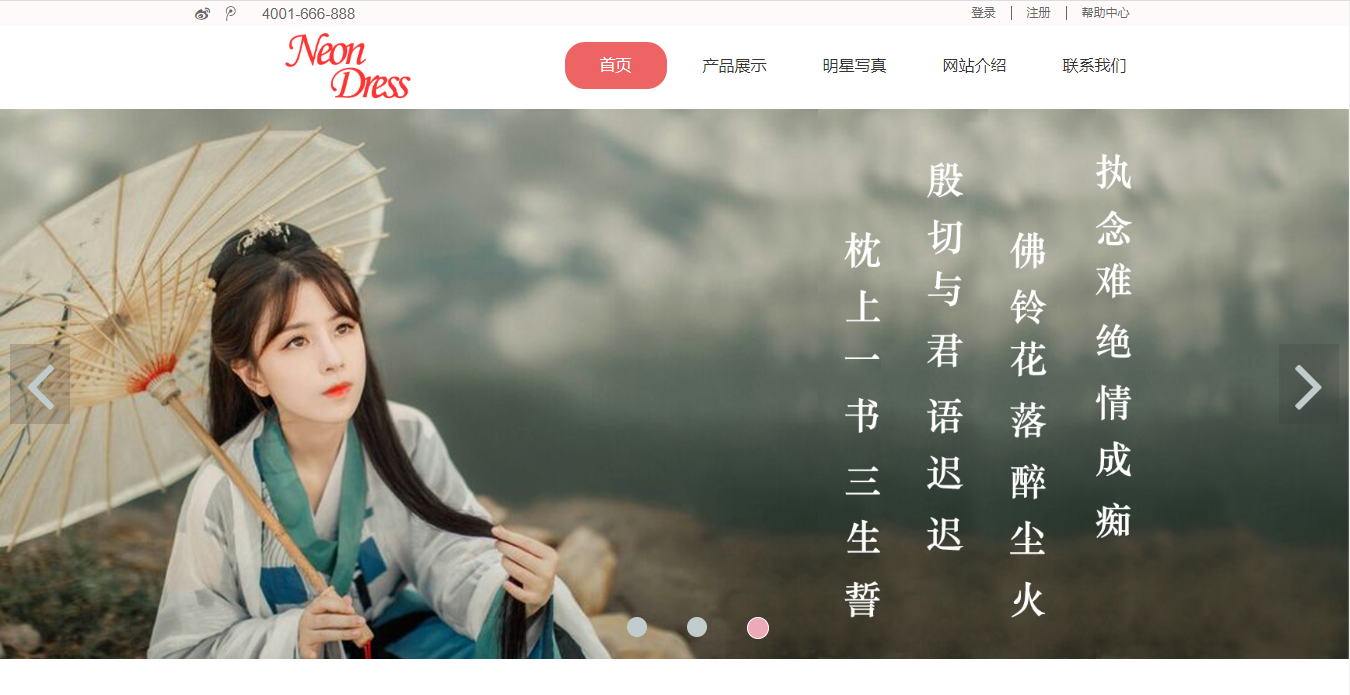 4001-666-888
登录
注册
帮助中心
Neon
Dress
首页
产品展示
明星写真
网站介绍
联系我们
执念难绝情成痴
佛铃花落醉尘火
殷切与君语迟迟
枕上一书三生誓